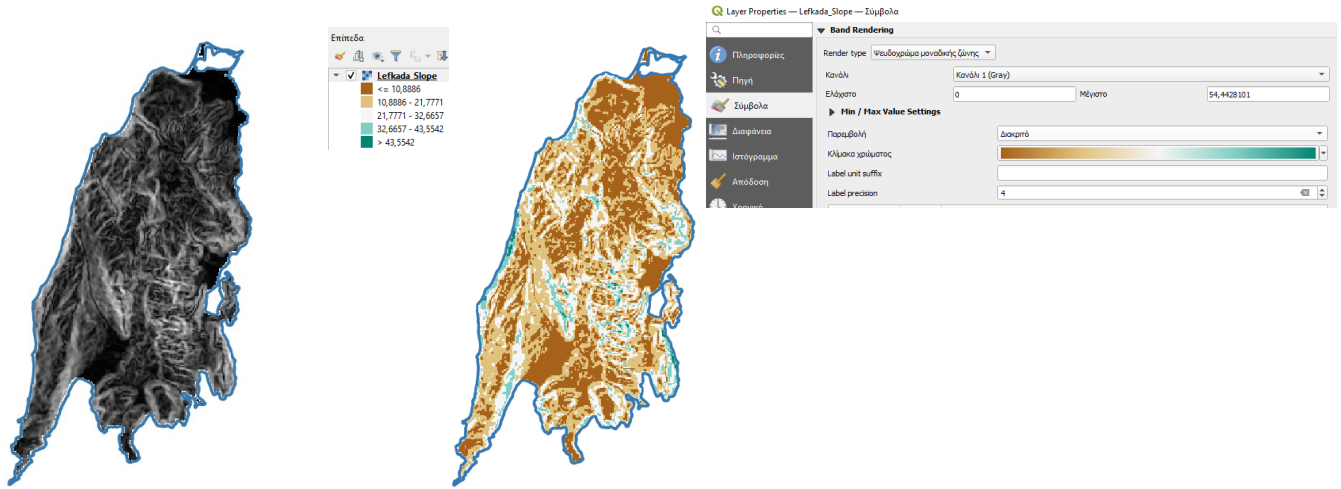 Επίπεδα
Lefkada_Slope
<= 10,8886
10,8886 - 21,7771
21,7771 - 32,6657
32,6657 - 43,5542
> 43,5542
Layer Properties — Lefkada_Slope — Σύμβολα
Πληροφορίες
Πηγή
Σύμβολα
Διαφάνεια
Ιστόγραμμα
Απόδοση
Χρονικό
Band Rendering
Render type Ψευδοχρώμα μοναδικής ζώνης
Κανάλι Κανάλι 1 (Gray)
Ελάχιστο 0 Μέγιστο 54,4428101
Min / Max Value Settings
Παρεμβολή Διακριτό
Κλίμακα χρώματος
Label unit suffix
Label precision 4